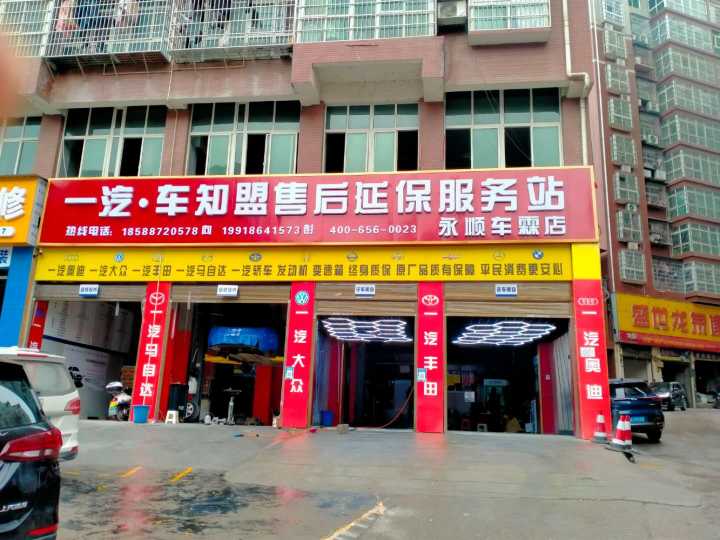 一汽·车知盟售后延保服务站
热线电话: 18588720578 19918641573 400-656-0023 永顺车霖店
一汽奥迪 一汽大众 一汽丰田 一汽马自达 一汽轿车 发动机 变速箱 终身质保 原厂品质有保障 平民消费更安心
修
一汽马自达
一汽大众
一汽丰田
一汽奥迪
盛世龙